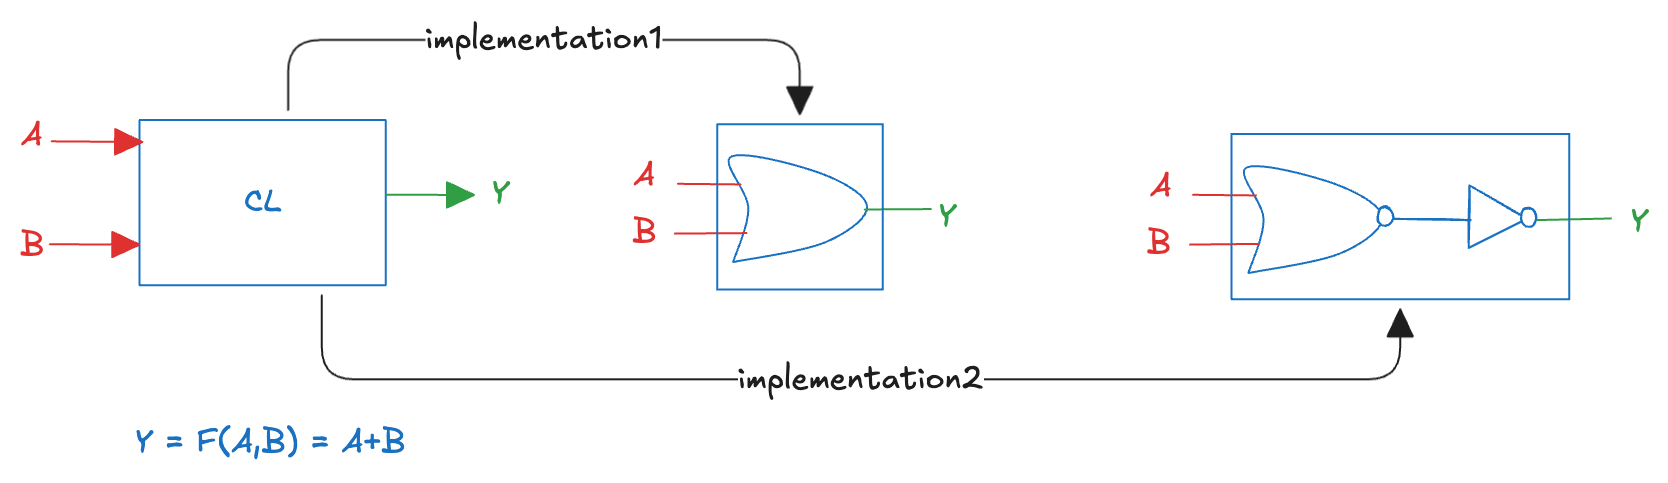 implementation1
A
B
CL
Y
A
B
Y
A
B
Y
implementation2
Y = F(A,B) = A+B